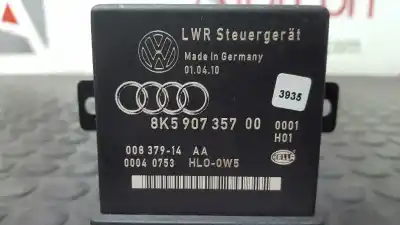 LWR Steuergerät
Made in Germany
01.04.10
3935
8K5 907 357 00
0001
H01
008 379-14 AA
0004 0753 HLO-0W5
HELLA